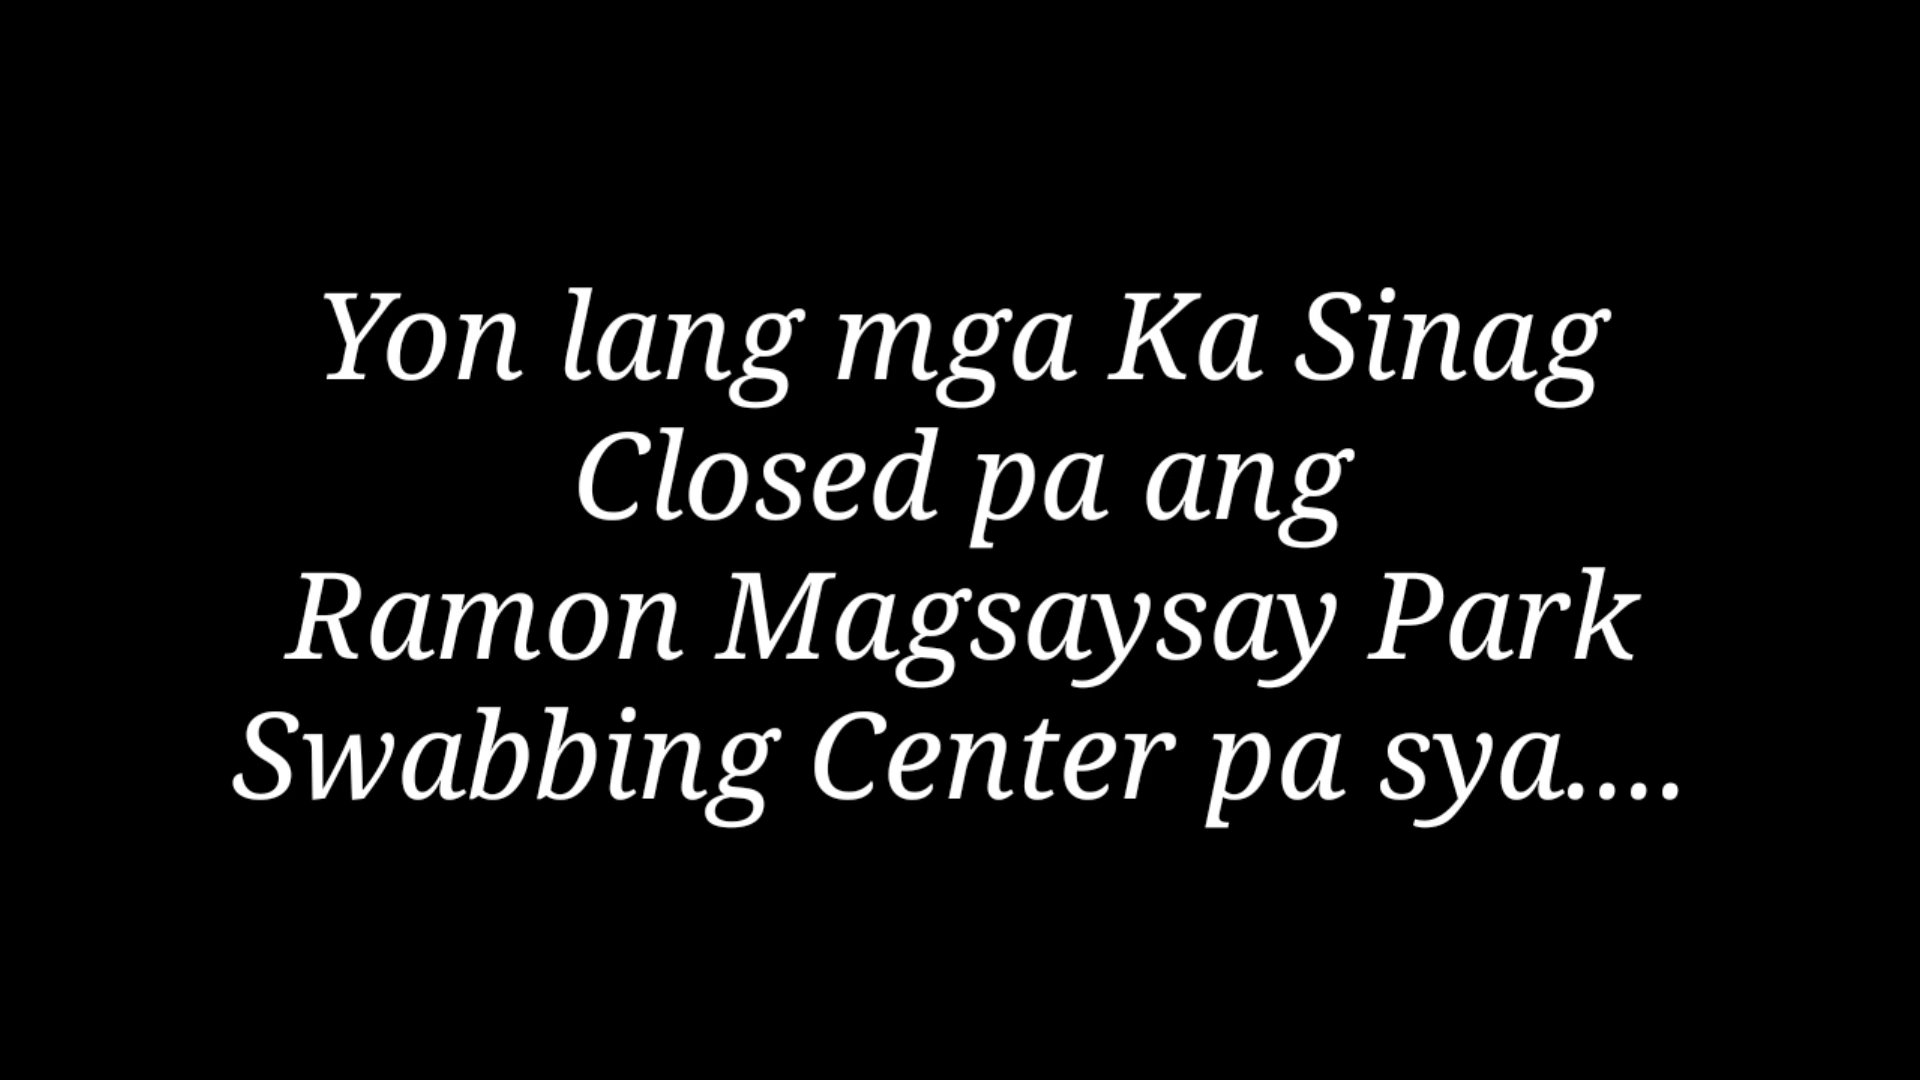 Yon lang mga Ka Sinag
Closed pa ang
Ramon Magsaysay Park
Swabbing Center pa sya....